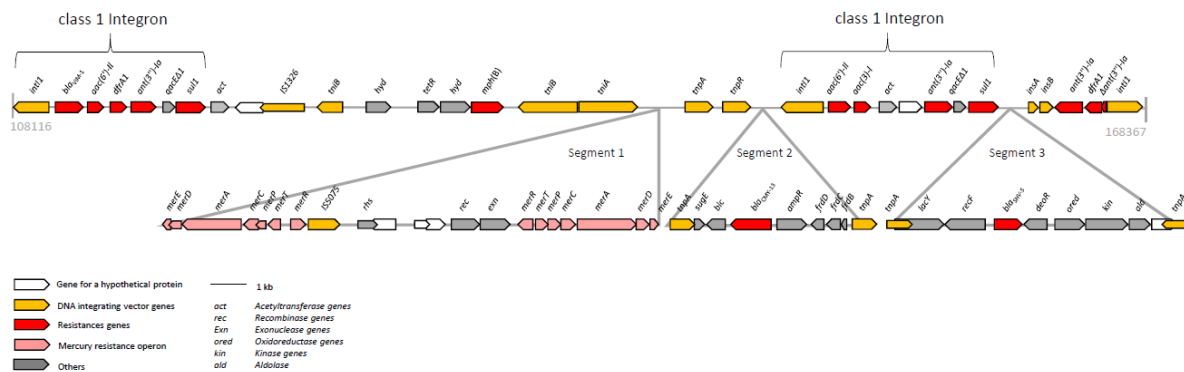 class 1 Integron class 1 Integron
intI1 bla VIM-1 aac(6')-Il dfrA1 ant(3'')-Ia qacEΔ1 sul1 act IS1326 tniB hyd tetR hyd mph(B) tniB tniA tnpA tnpR intI1 aac(6')-Il aac(3)-I act ant(3'')-Ia qacEΔ1 sul1 insA insB ant(3'')-Ia dfrA1 Δant(3'')-Ia intI1
108116 168367
Segment 1 Segment 2 Segment 3
merE merD merA merC merP merT merR IS5075 rhs rec exn merR merT merP merC merA merD merE tnpA sugE blc ampR frdD frdC frdB tnpA tnpA lacY recF deoR ored kin ald tnpA
Gene for a hypothetical protein 1 kb
DNA integrating vector genes act Acetyltransferase genes
rec Recombinase genes
Resistances genes Exn Exonuclease genes
ored Oxidoreductase genes
Mercury resistance operon kin Kinase genes
Others ald Aldolase